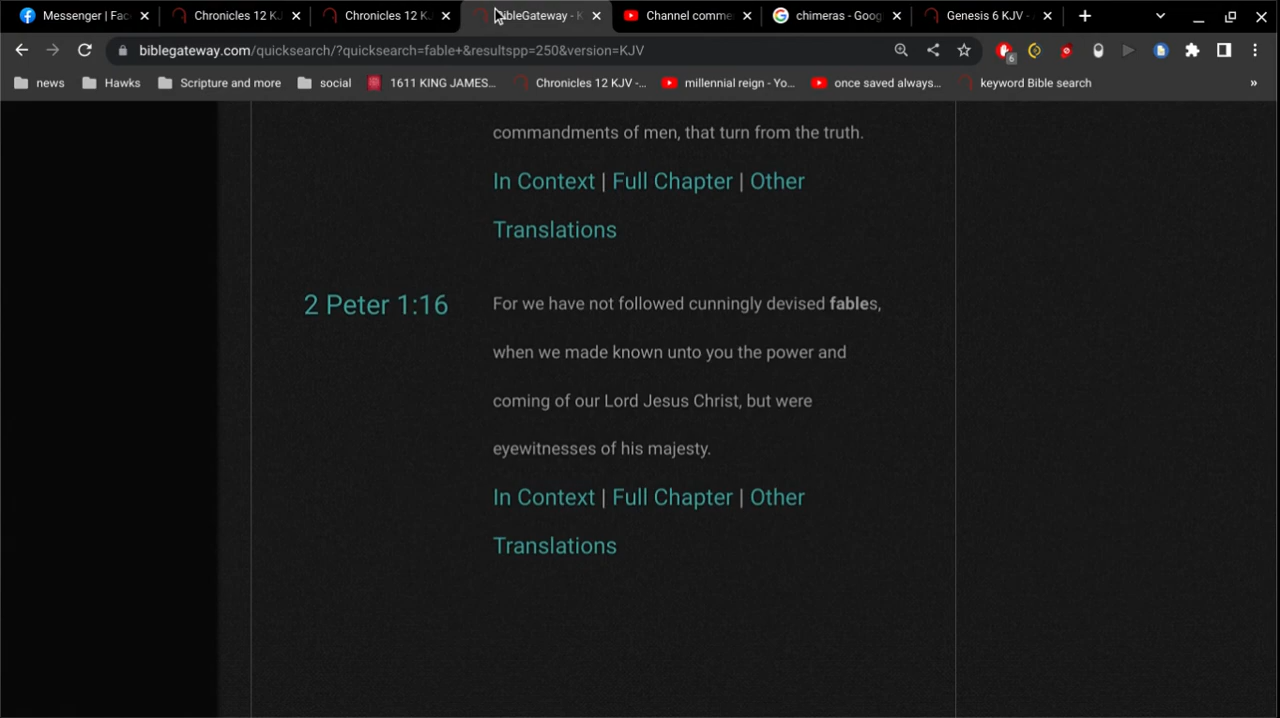 Messenger | Fac
Chronicles 12 KJ
Chronicles 12 KJ
BibleGateway - K
Channel comme
chimeras - Goog
Genesis 6 KJV - 
biblegateway.com/quicksearch/?quicksearch=fable+&resultspp=250&version=KJV
6
news
Hawks
Scripture and more
social
1611 KING JAMES...
Chronicles 12 KJV -...
millennial reign - Yo...
once saved always...
keyword Bible search
»
commandments of men, that turn from the truth.
In Context | Full Chapter | Other
Translations
2 Peter 1:16
For we have not followed cunningly devised fables,
when we made known unto you the power and
coming of our Lord Jesus Christ, but were
eyewitnesses of his majesty.
In Context | Full Chapter | Other
Translations